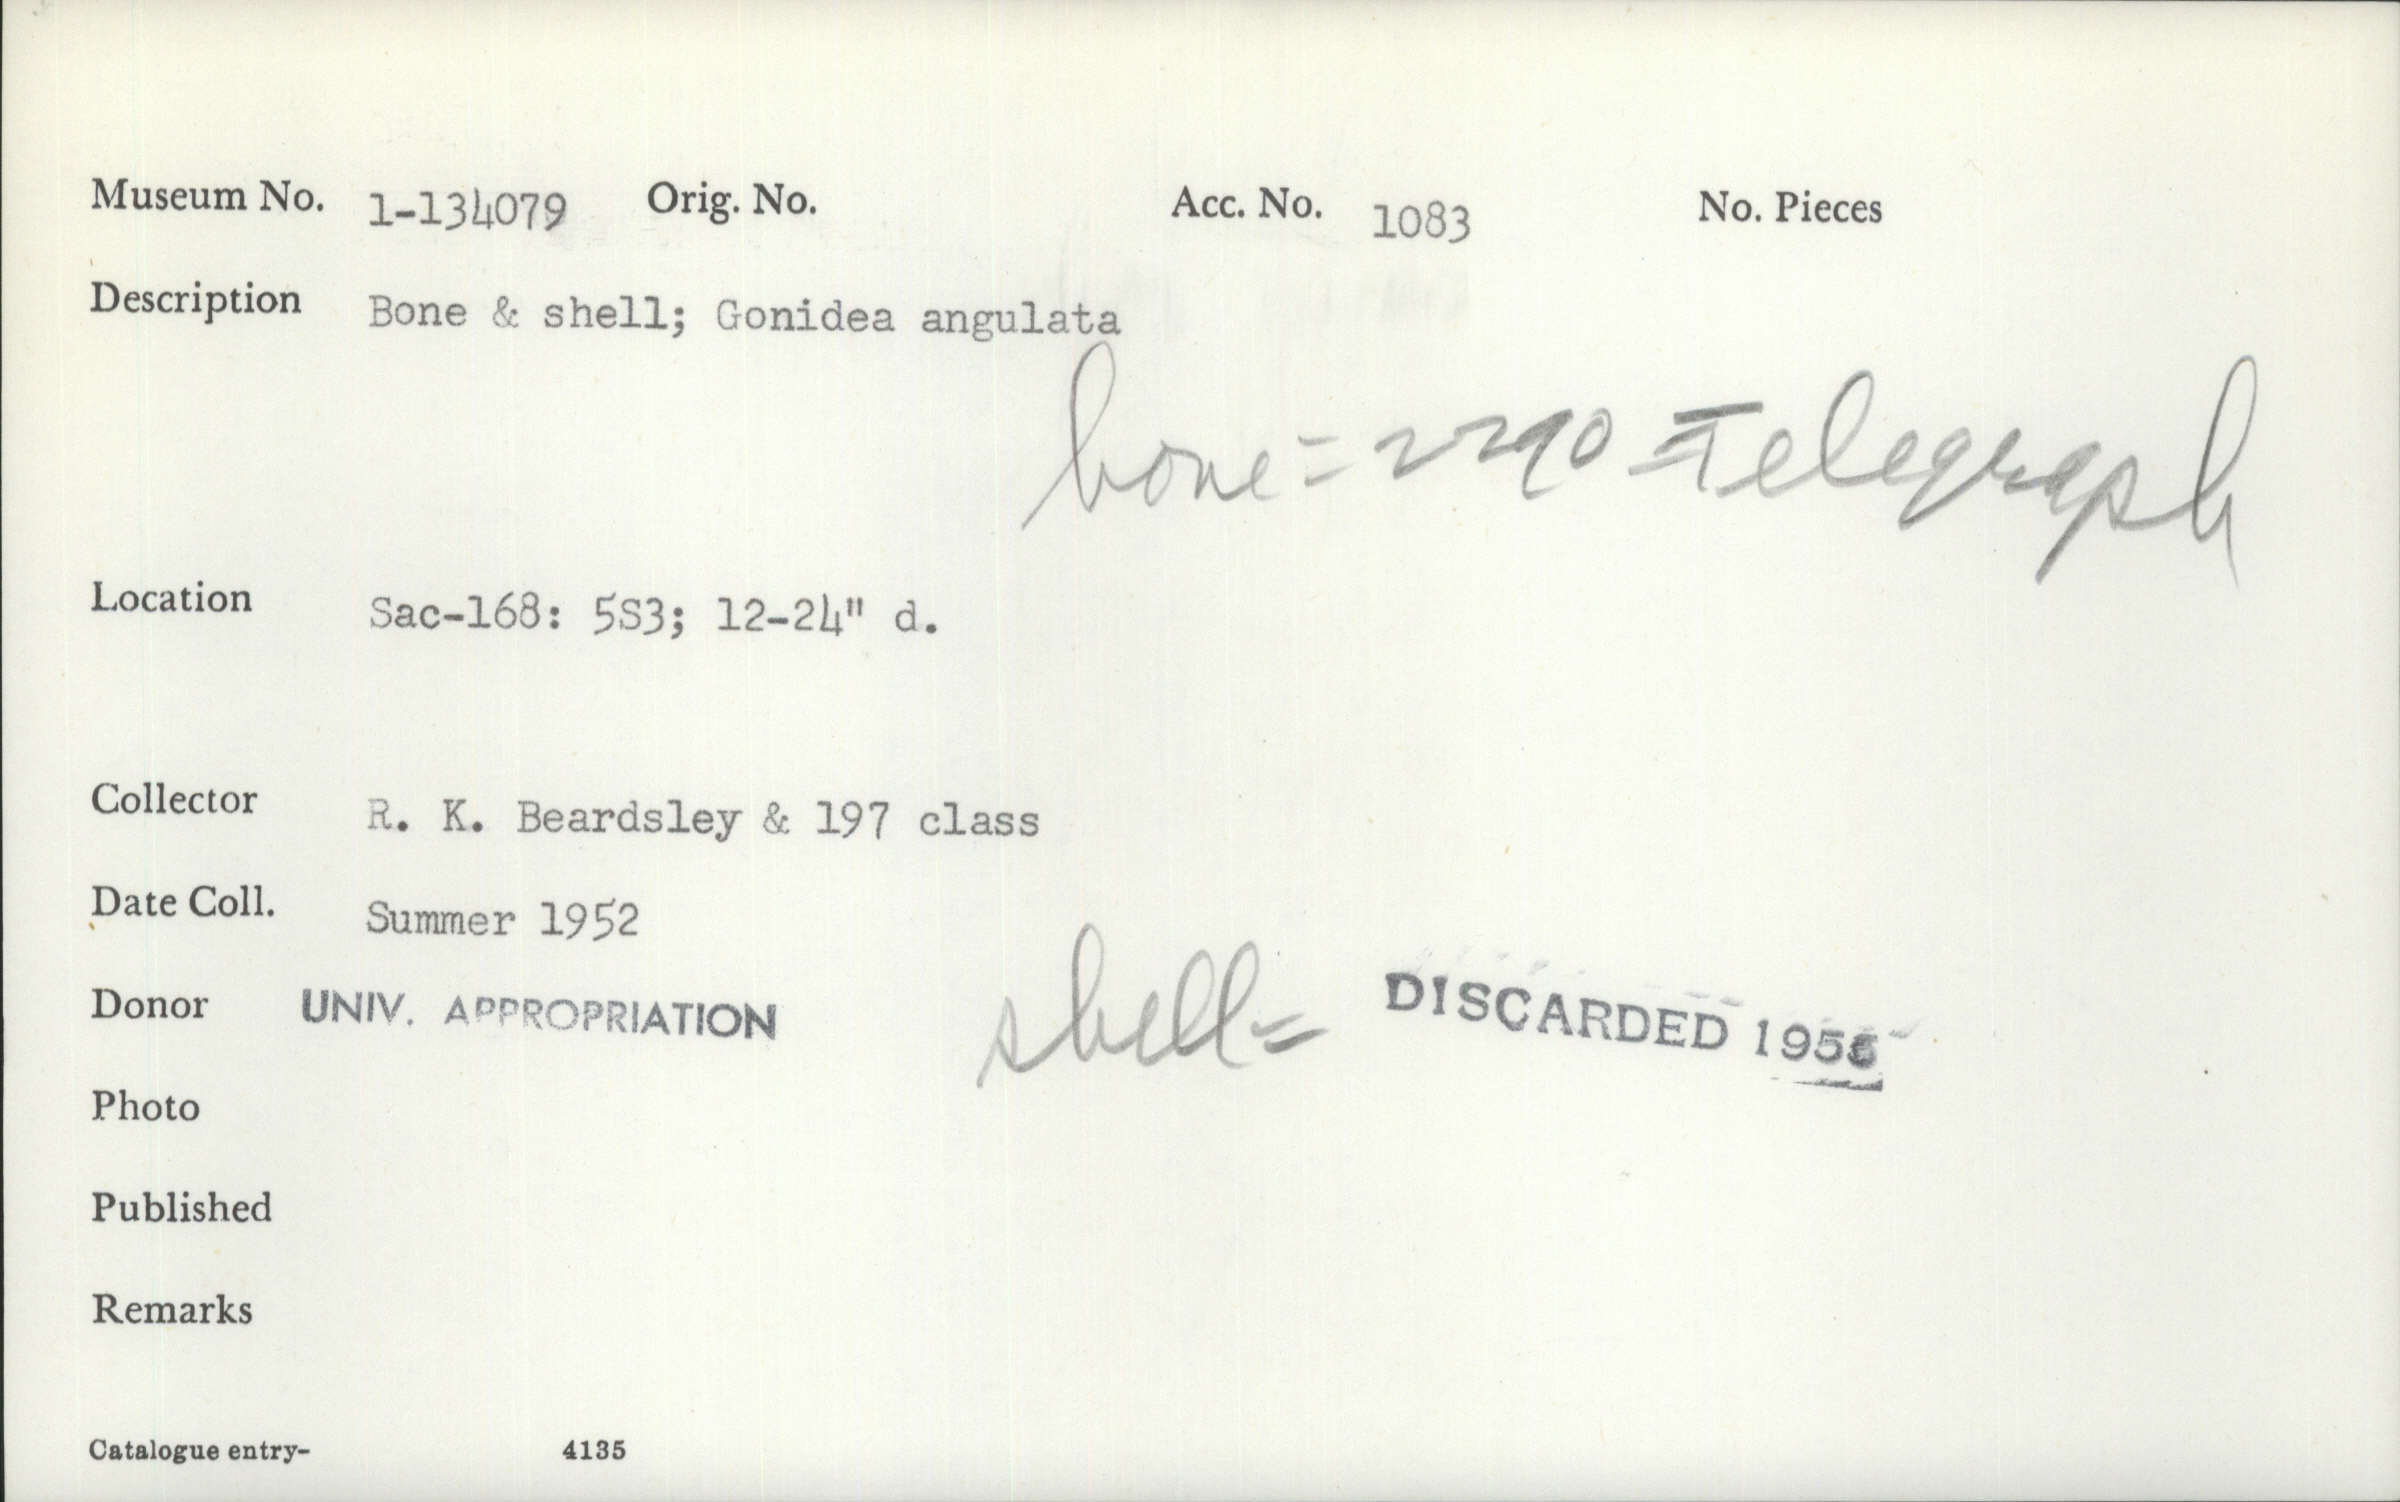 Museum No. 1-134079 Orig. No. Acc. No. 1083 No. Pieces
Description Bone & shell; Gonidea angulata
bone = 2290 Telegraph
Location Sac-168: 5S3; 12-24" d.
Collector R. K. Beardsley & 197 class
Date Coll. Summer 1952
Donor UNIV. APPROPRIATION shell = DISCARDED
Photo
Published
Remarks
Catalogue entry- 4135